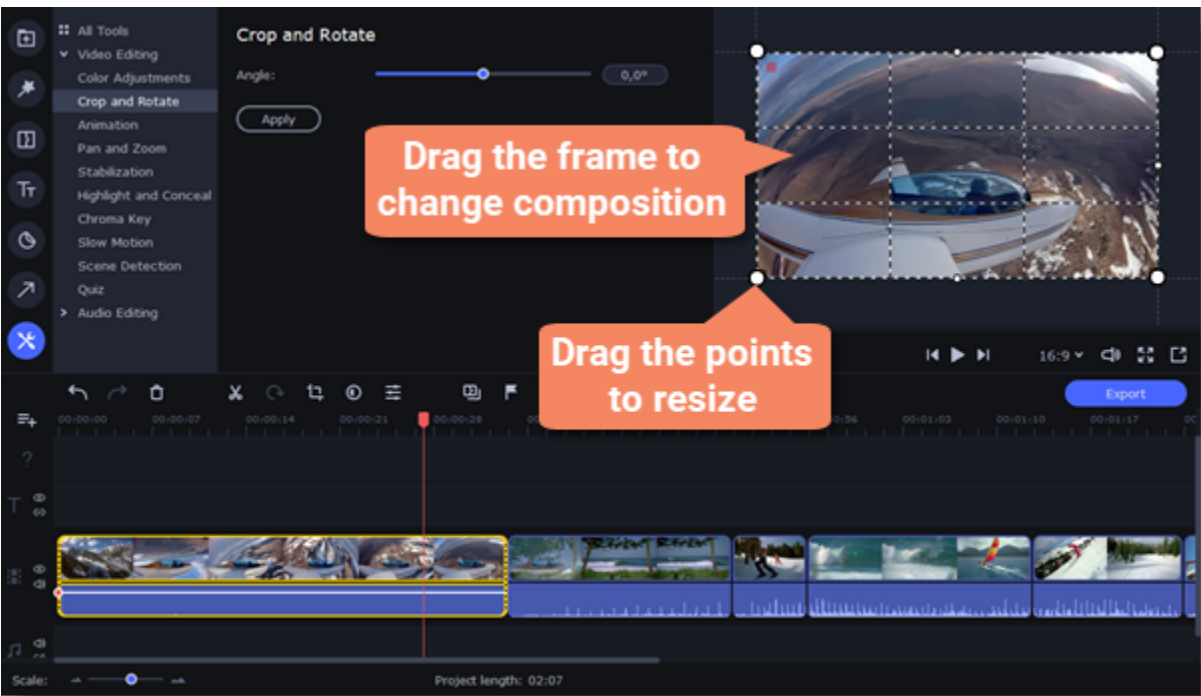 All Tools
Video Editing
Color Adjustments
Crop and Rotate
Animation
Pan and Zoom
Stabilization
Highlight and Conceal
Chroma Key
Slow Motion
Scene Detection
Quiz
Audio Editing
Crop and Rotate
Angle:
0,0°
Apply
Drag the frame to
change composition
Drag the points
to resize
16:9
Export
00:00:00 00:00:07 00:00:14 00:00:21 00:00:28 00:01:03 00:01:10 00:01:17
Scale:
Project length: 02:07